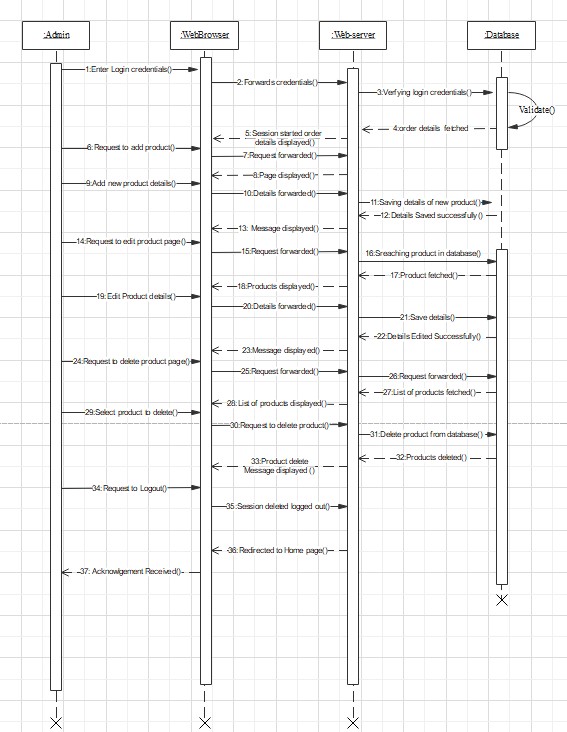 :Admin
:WebBrowser
:Web-server
:Database
1:Enter Login credentials()
2:Forwards credentials()
3:Verfying login credentials()
Validate()
4:order details fetched
5:Session started order
details displayed()
6:Request to add product()
7:Request forwarded()
8:Page displayed()
9:Add new product details()
10:Details forwarded()
11:Saving details of new product()
12:Details Saved successfully()
13: Message displayed()
14:Request to edit product page()
15:Request forwarded()
16:Sreaching product in database()
17:Product fetched()
18:Products displayed()
19:Edit Product details()
20:Details forwarded()
21:Save details()
22:Details Edited Successfully()
23:Message displayed()
24:Request to delete product page()
25:Request forwarded()
26:Request forwarded()
27:List of products fetched()
28:List of products displayed()
29:Select product to delete()
30:Request to delete product()
31:Delete product from database()
32:Products deleted()
33:Product delete
Message displayed ()
34:Request to Logout()
35:Session deleted logged out()
36:Redirected to Home page()
37: Acknowlgement Received()